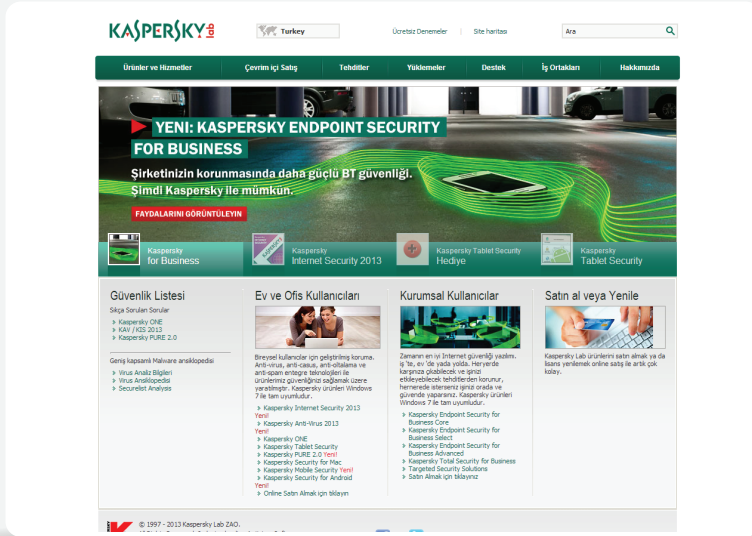 KASPERSKY lab
Turkey
Ücretsiz Denemeler | Site haritası
Ara
Ürünler ve Hizmetler
Çevrim içi Satış
Tehditler
Yüklemeler
Destek
İş Ortakları
Hakkımızda
YENİ: KASPERSKY ENDPOINT SECURITY
FOR BUSINESS
Şirketinizin korunmasında daha güçlü BT güvenliği.
Şimdi Kaspersky ile mümkün.
FAYDALARINI GÖRÜNTÜLEYIN
Kaspersky
for Business
Kaspersky
Internet Security 2013
Kaspersky Tablet Security
Hediye
Kaspersky
Tablet Security
Güvenlik Listesi
Sıkça Sorulan Sorular
Kaspersky ONE
KAV / KIS 2013
Kaspersky PURE 2.0
Geniş kapsamlı Malware ansiklopedisi
Virus Analiz Bilgileri
Virus Ansiklopedisi
Securelist Analysis
Ev ve Ofis Kullanıcıları
Bireysel kullanıcılar için geliştirilmiş koruma.
Anti-virus, anti-casus, anti-oltalama ve
anti-spam entegre teknolojileri ile
ürünlerimiz güvenliğinizi sağlamak üzere
yaratılmıştır. Kaspersky ürünleri Windows
7 ile tam uyumludur.
Kaspersky Internet Security 2013
Yeni!
Kaspersky Anti-Virus 2013
Yeni!
Kaspersky ONE
Kaspersky Tablet Security
Kaspersky PURE 2.0 Yeni!
Kaspersky Security for Mac
Kaspersky Mobile Security Yeni!
Kaspersky Security for Android
Yeni!
Online Satın Almak için tıklayın
Kurumsal Kullanıcılar
Zamanın en iyi Internet güvenliği yazılımı.
iş 'te, ev 'de yada yolda. Heryerde
karşınıza çıkabilecek ve işinizi
etkileyebilecek tehditlerden korunur,
hernerede isterseniz işinizi orada ve
güvende yaparsınız. Kaspersky ürünleri
Windows 7 ile tam uyumludur.
Kaspersky Endpoint Security for
Business Core
Kaspersky Endpoint Security for
Business Select
Kaspersky Endpoint Security for
Business Advanced
Kaspersky Total Security for Business
Targeted Security Solutions
Satın Almak için tıklayınız
Satın al veya Yenile
Kaspersky Lab ürünlerini satın almak ya da
lisans yenilemek online satış ile artık çok
kolay.
© 1997 - 2013 Kaspersky Lab ZAO.